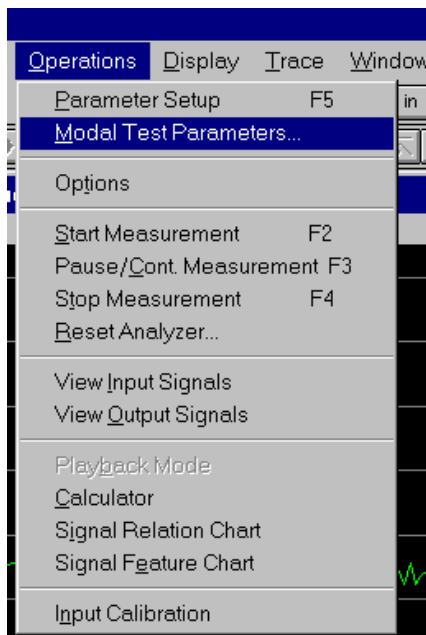 Operations Display Trace Window
Parameter Setup F5
in
Modal Test Parameters...
Options
Start Measurement F2
Pause/Cont. Measurement F3
Stop Measurement F4
Reset Analyzer...
View Input Signals
View Output Signals
Playback Mode
Calculator
Signal Relation Chart
Signal Feature Chart
Input Calibration